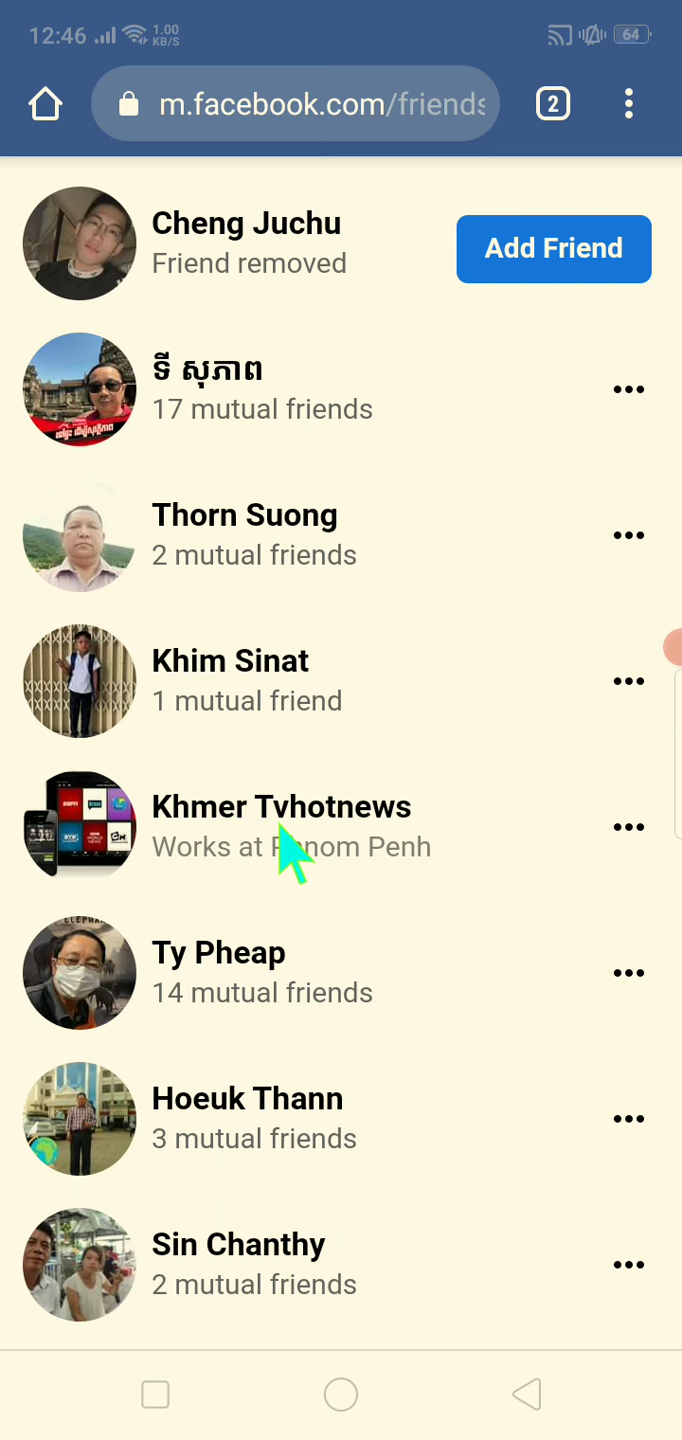 12:46
1.00
KB/S
64
m.facebook.com/friends
2
Cheng Juchu
Friend removed
Add Friend
ទី សុភាព
17 mutual friends
Thorn Suong
2 mutual friends
Khim Sinat
1 mutual friend
Khmer Tvhotnews
Works at Phnom Penh
Ty Pheap
14 mutual friends
Hoeuk Thann
3 mutual friends
Sin Chanthy
2 mutual friends